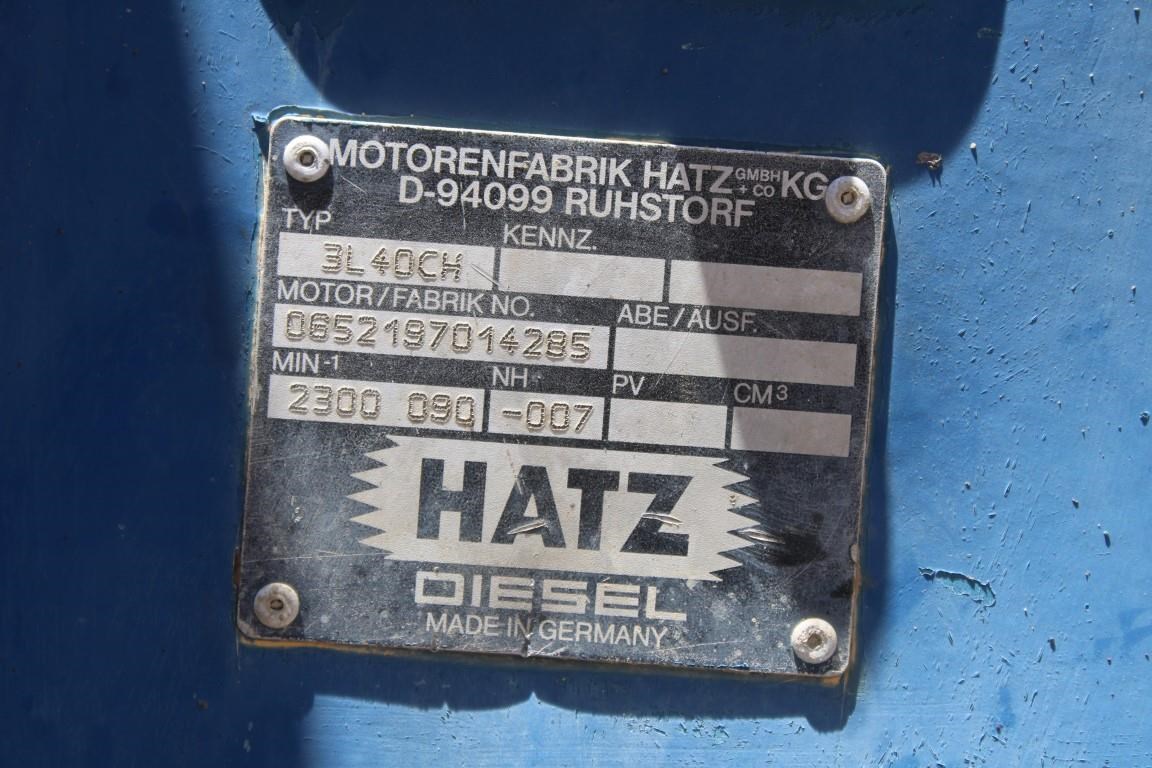 MOTORENFABRIK HATZ GMBH + CO KG
D-94099 RUHSTORF
TYP KENNZ.
3L40CH
MOTOR/FABRIK NO. ABE/AUSF.
0652197014285
MIN-1 NH PV CM3
2300 090 -007
HATZ
DIESEL
MADE IN GERMANY